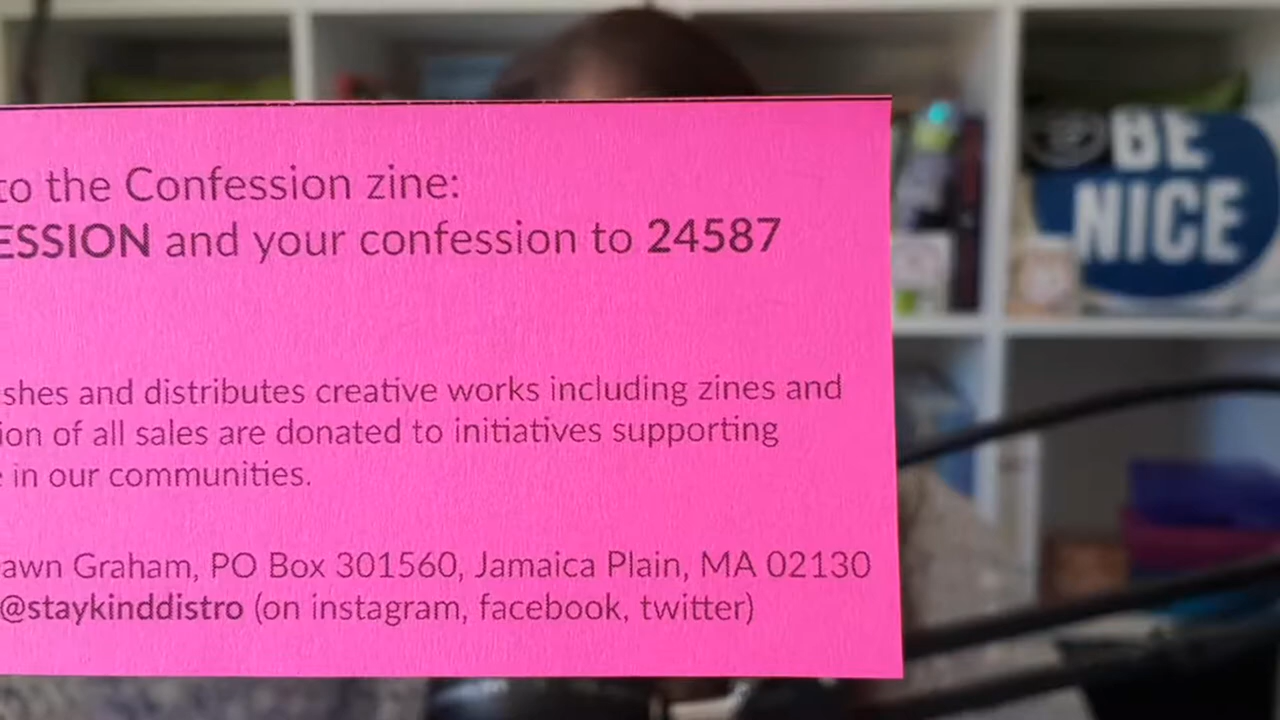 to the Confession zine:
ESSION and your confession to 24587
shes and distributes creative works including zines and
ion of all sales are donated to initiatives supporting
in our communities.
awn Graham, PO Box 301560, Jamaica Plain, MA 02130
@staykinddistro (on instagram, facebook, twitter)
BE
NICE